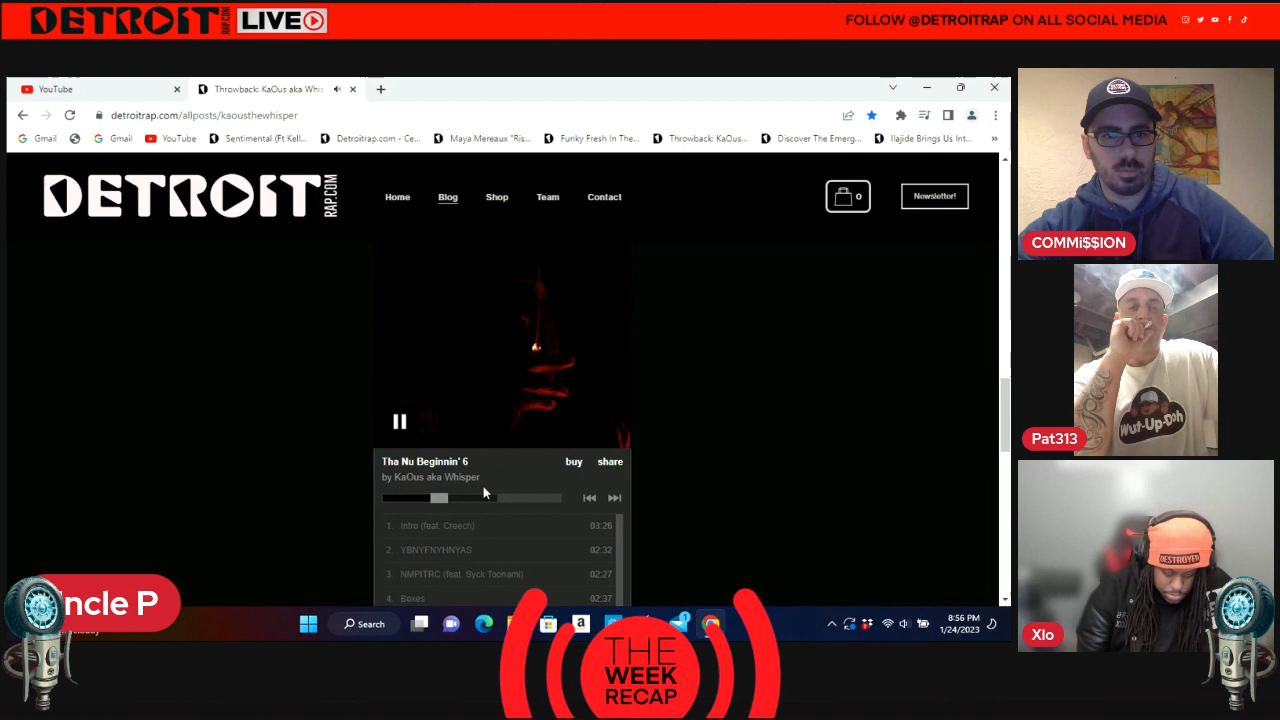 DETROIT RAP.COM LIVE
FOLLOW @DETROITRAP ON ALL SOCIAL MEDIA
YouTube
Throwback: KaOus aka Whis
detroitrap.com/allposts/kaousthewhisper
Gmail
Gmail
YouTube
Sentimental (Ft Kell...
Detroitrap.com - Ce...
Maya Mereaux "Ris...
Funky Fresh In The...
Throwback: KaOus...
Discover The Emerg...
Ilajide Brings Us Int...
»
DETROIT RAP.COM
Home
Blog
Shop
Team
Contact
0
Newsletter!
Tha Nu Beginnin' 6
buy
share
by KaOus aka Whisper
1. Intro (feat. Creech) 03:26
2. YBNYFNYHNYAS 02:32
3. NMPITRC (feat. Syck Toonami) 02:27
4. Boxes 02:37
COMMi$$ION
Wut-Up-Doh
Pat313
DESTROYER
Xlo
ncle P
Search
8:56 PM
1/24/2023
THE
WEEK
RECAP